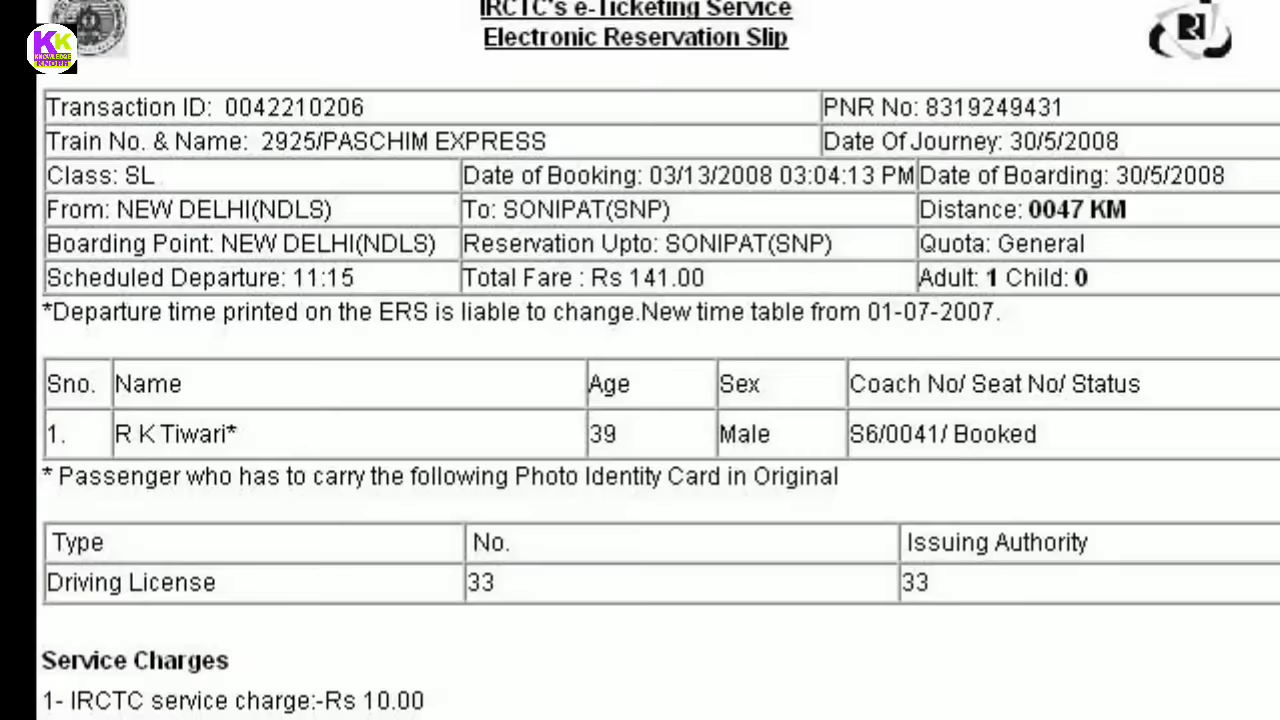 IRCTC's e-Ticketing Service
Electronic Reservation Slip
KK
KNOWLEDGE
KNORR
Transaction ID: 0042210206 PNR No: 8319249431
Train No. & Name: 2925/PASCHIM EXPRESS Date Of Journey: 30/5/2008
Class: SL Date of Booking: 03/13/2008 03:04:13 PM Date of Boarding: 30/5/2008
From: NEW DELHI(NDLS) To: SONIPAT(SNP) Distance: 0047 KM
Boarding Point: NEW DELHI(NDLS) Reservation Upto: SONIPAT(SNP) Quota: General
Scheduled Departure: 11:15 Total Fare : Rs 141.00 Adult: 1 Child: 0
*Departure time printed on the ERS is liable to change.New time table from 01-07-2007.
Sno. Name Age Sex Coach No/ Seat No/ Status
1. R K Tiwari* 39 Male S6/0041/ Booked
* Passenger who has to carry the following Photo Identity Card in Original
Type No. Issuing Authority
Driving License 33 33
Service Charges
1- IRCTC service charge:-Rs 10.00